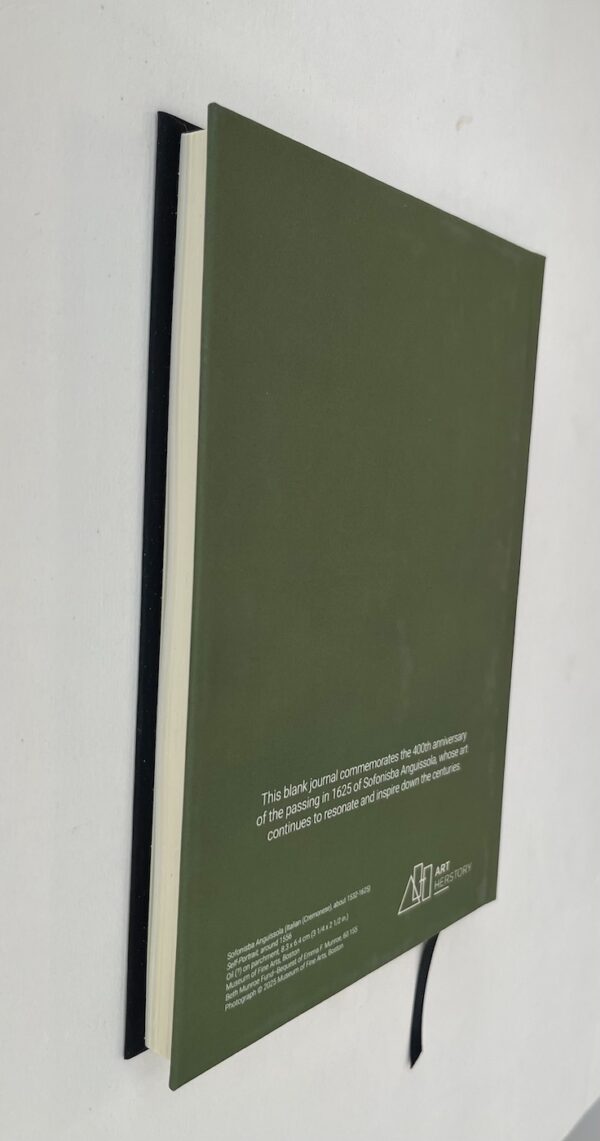 This blank journal commemorates the 400th anniversary
of the passing in 1625 of Sofonisba Anguissola, whose art
continues to resonate and inspire down the centuries.
Sofonisba Anguissola (Italian (Cremonese), about 1532-1625)
Self-Portrait, around 1556
Oil (?) on parchment, 8.3 x 6.4 cm (3 1/4 x 2 1/2 in.)
Museum of Fine Arts, Boston
Beth Munroe Fund—Bequest of Emma F. Munroe, 60.155
Photograph © 2025 Museum of Fine Arts, Boston
ART
HERSTORY